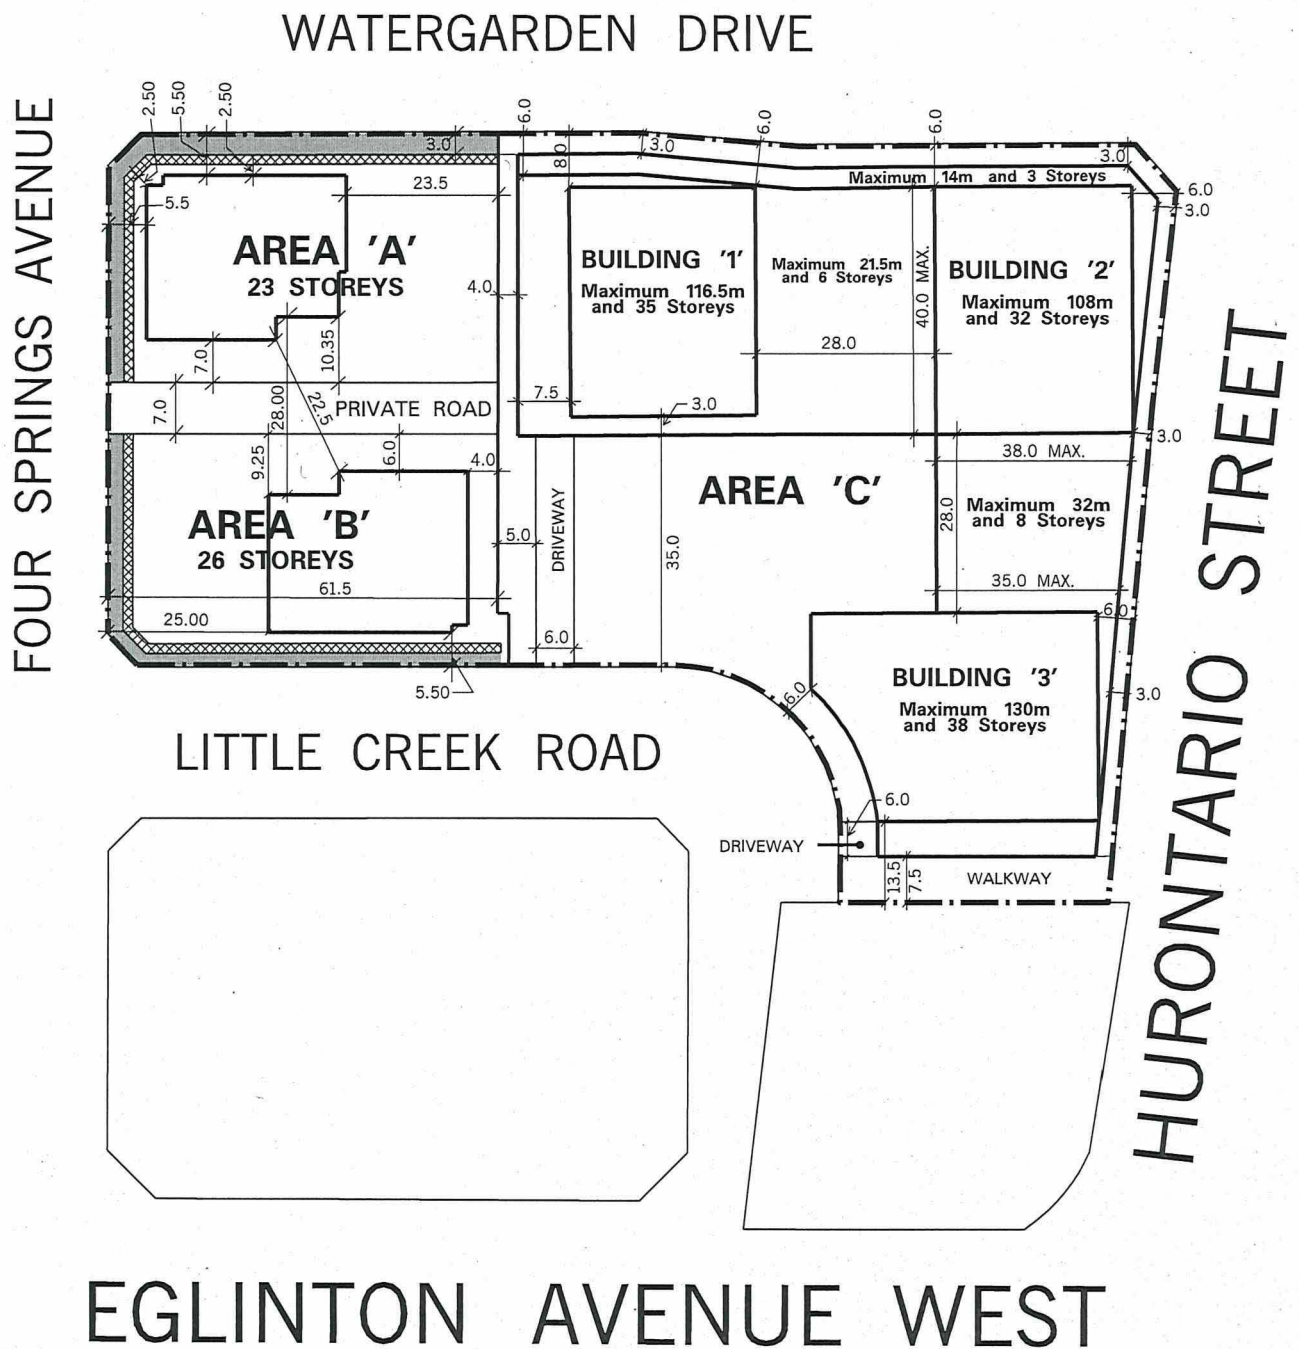 WATERGARDEN DRIVE
FOUR SPRINGS AVENUE
2.50
5.50
2.50
6.0
6.0
6.0
3.0
8.0
3.0
3.0
Maximum 14m and 3 Storeys
6.0
3.0
23.5
5.5
AREA 'A'
23 STOREYS
4.0
BUILDING '1'
Maximum 116.5m
and 35 Storeys
Maximum 21.5m
and 6 Storeys
40.0 MAX.
BUILDING '2'
Maximum 108m
and 32 Storeys
7.0
10.35
28.0
7.5
3.0
7.0
28.00
22.5
PRIVATE ROAD
3.0
9.25
6.0
4.0
38.0 MAX.
AREA 'C'
Maximum 32m
and 8 Storeys
28.0
AREA 'B'
26 STOREYS
5.0
DRIVEWAY
35.0
61.5
35.0 MAX.
25.00
6.0
6.0
5.50
6.0
BUILDING '3'
Maximum 130m
and 38 Storeys
3.0
HURONTARIO STREET
LITTLE CREEK ROAD
6.0
DRIVEWAY
13.5
7.5
WALKWAY
EGLINTON AVENUE WEST